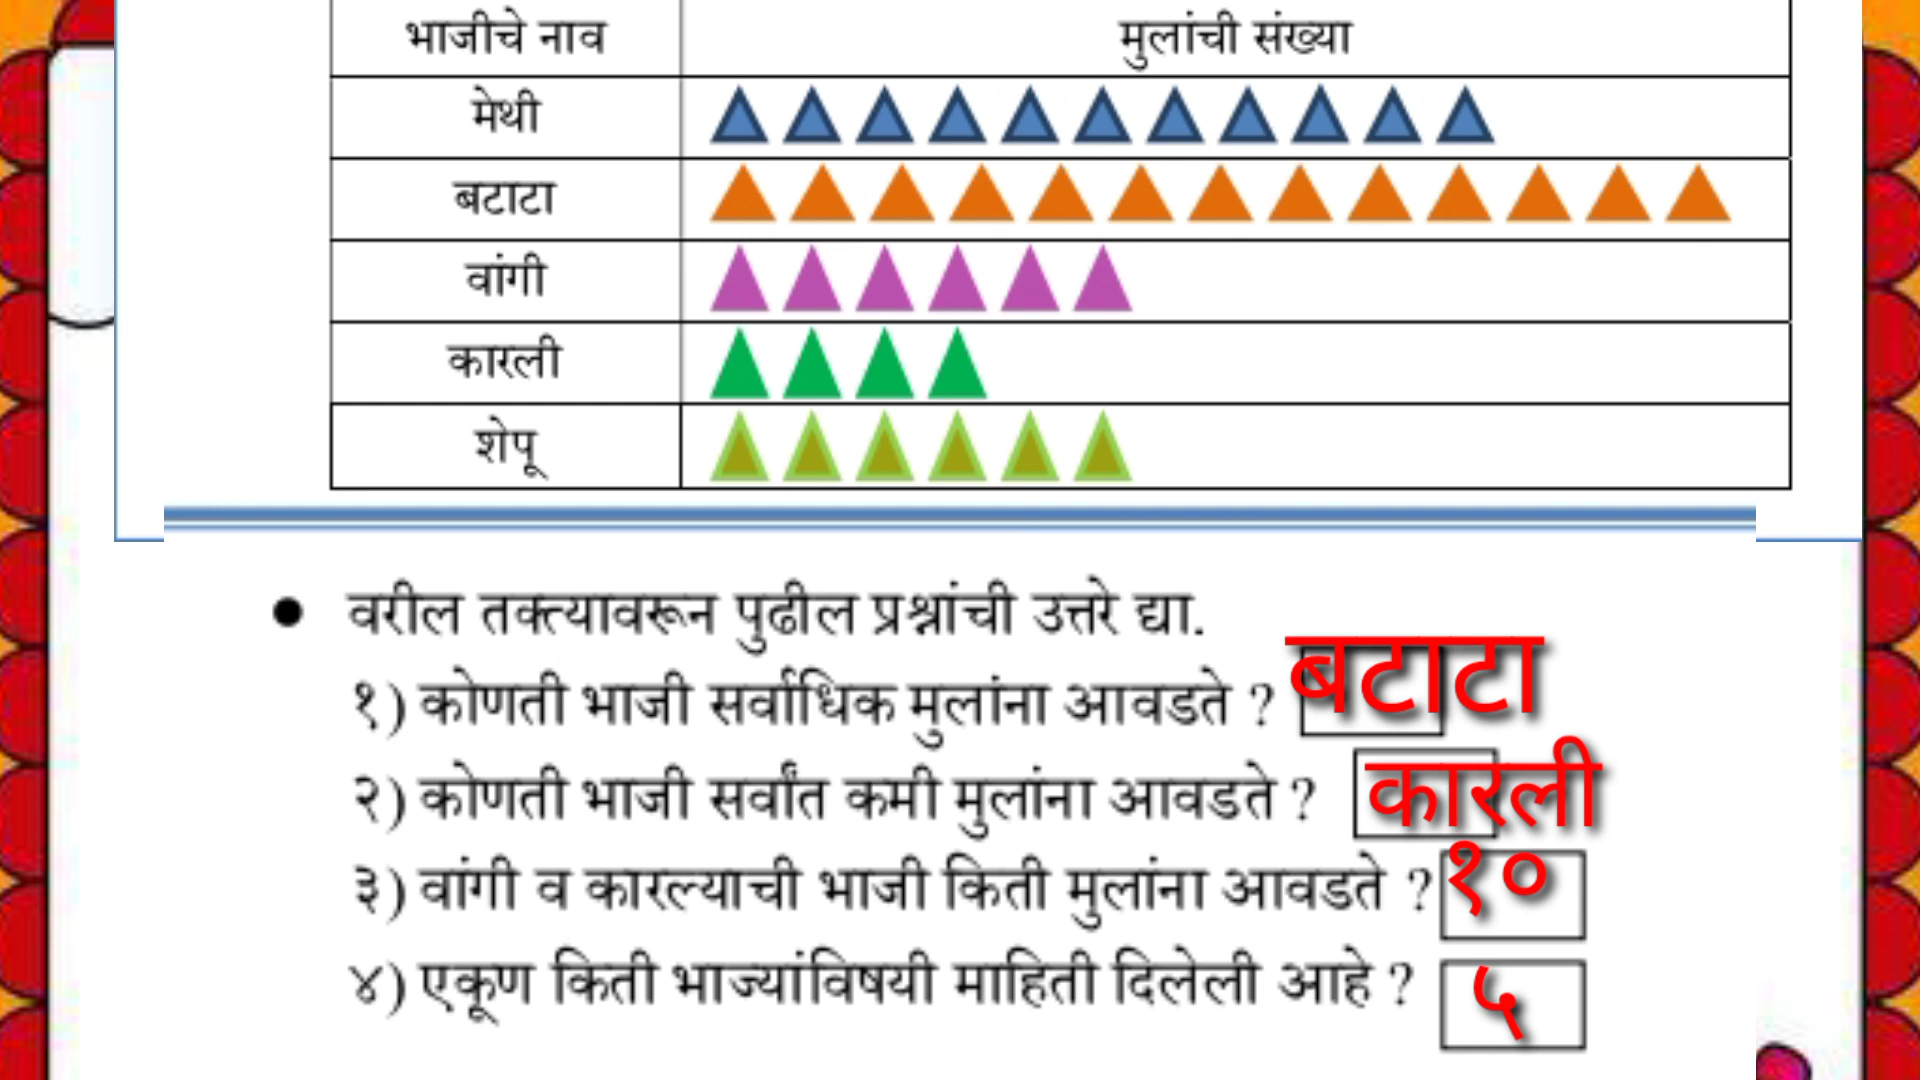 भाजीचे नाव मुलांची संख्या
मेथी
बटाटा
वांगी
कारली
शेपू
● वरील तक्त्यावरून पुढील प्रश्नांची उत्तरे द्या.
१) कोणती भाजी सर्वाधिक मुलांना आवडते ? बटाटा
२) कोणती भाजी सर्वांत कमी मुलांना आवडते ? कारली
३) वांगी व कारल्याची भाजी किती मुलांना आवडते ? १०
४) एकूण किती भाज्यांविषयी माहिती दिलेली आहे ? ५